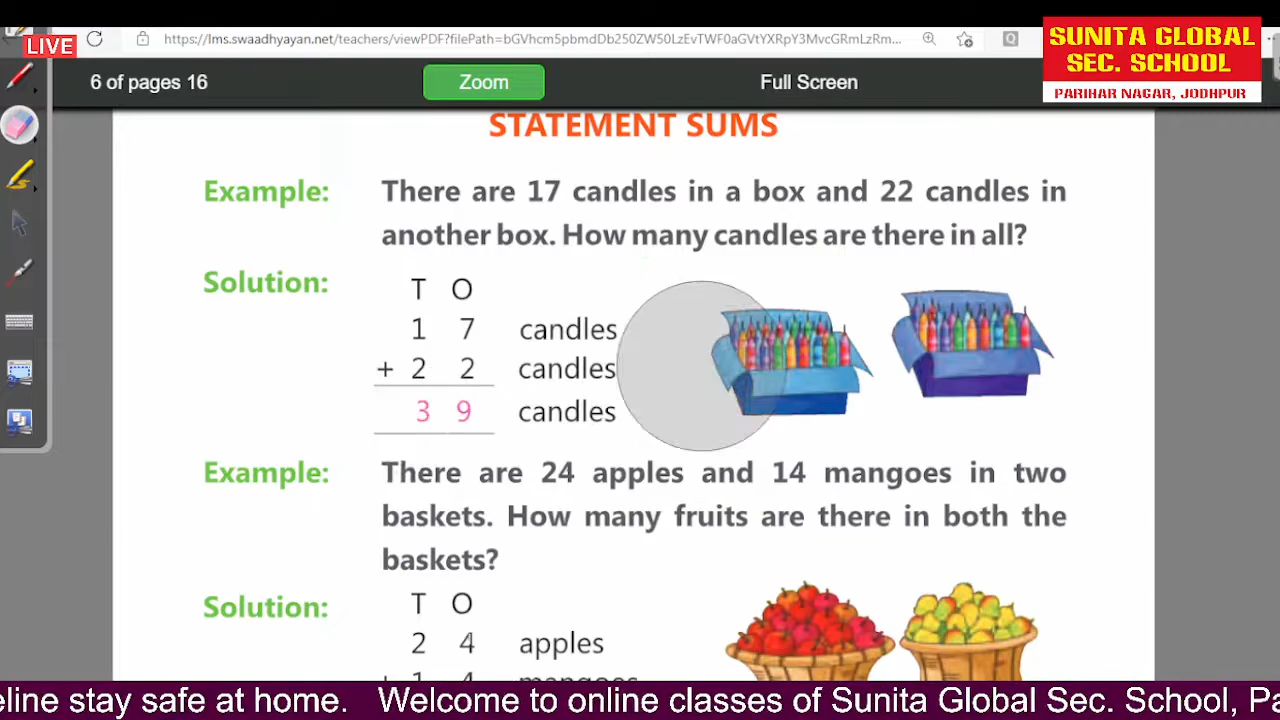 LIVE
https://lms.swaadhyayan.net/teachers/viewPDF?filePath=bGVhcm5pbmdDb250ZW50LzEvTWF0aGVtYXRpY3MvcGRmLzRm...
SUNITA GLOBAL
SEC. SCHOOL
PARIHAR NAGAR, JODHPUR
6 of pages 16
Zoom
Full Screen
STATEMENT SUMS
Example: There are 17 candles in a box and 22 candles in
another box. How many candles are there in all?
Solution:
T O
1 7 candles
+ 2 2 candles
3 9 candles
Example: There are 24 apples and 14 mangoes in two
baskets. How many fruits are there in both the
baskets?
Solution:
T O
2 4 apples
+ 1 4 mangoes
eline stay safe at home. Welcome to online classes of Sunita Global Sec. School, Pa